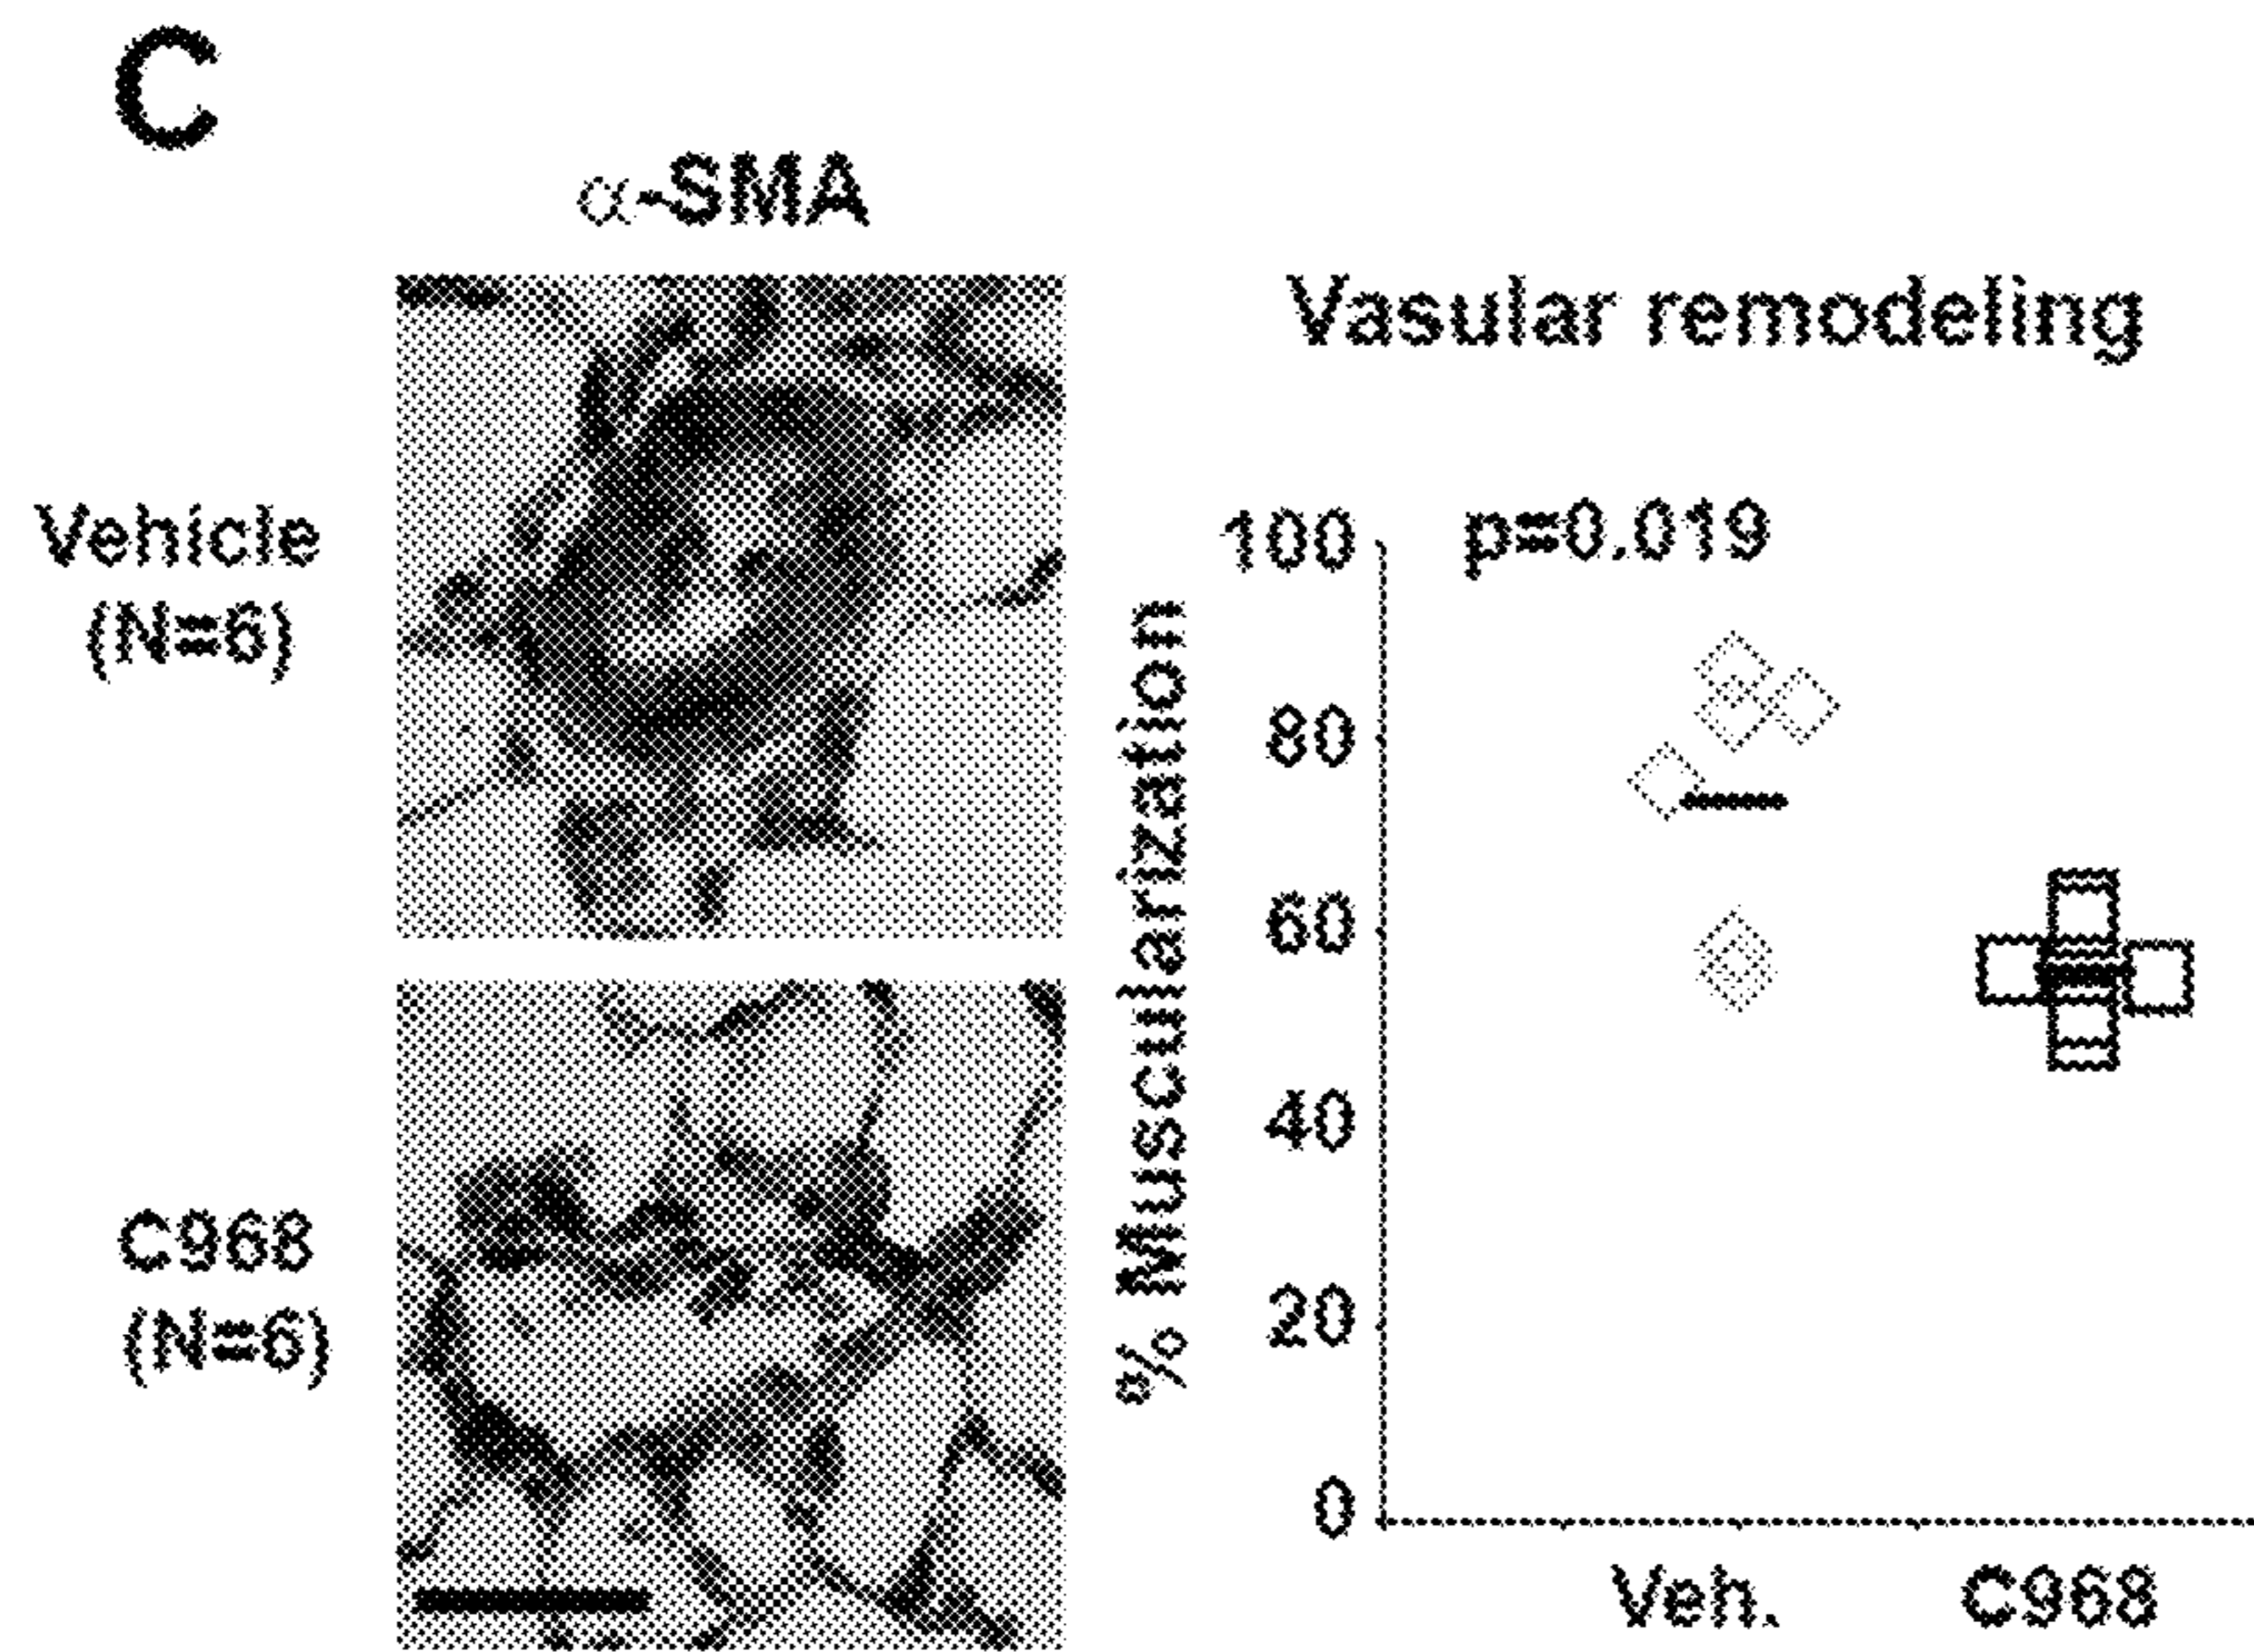 C
α-SMA
Vehicle
(N=6)
C968
(N=6)
Vasular remodeling
p=0.019
% Muscularization
100
80
60
40
20
0
Veh.
C968